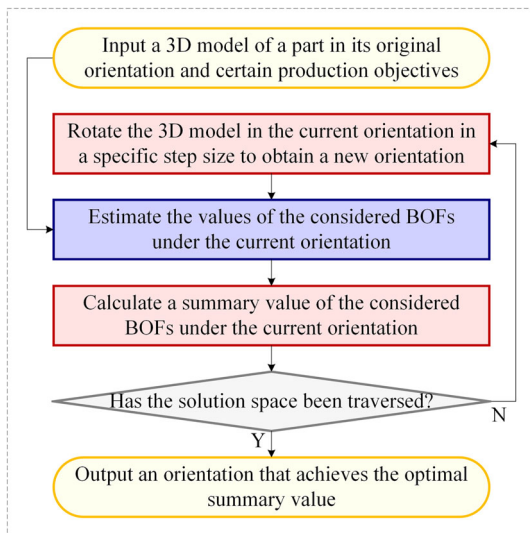 Input a 3D model of a part in its original
orientation and certain production objectives
Rotate the 3D model in the current orientation in
a specific step size to obtain a new orientation
Estimate the values of the considered BOFs
under the current orientation
Calculate a summary value of the considered
BOFs under the current orientation
Has the solution space been traversed?
N
Y
Output an orientation that achieves the optimal
summary value